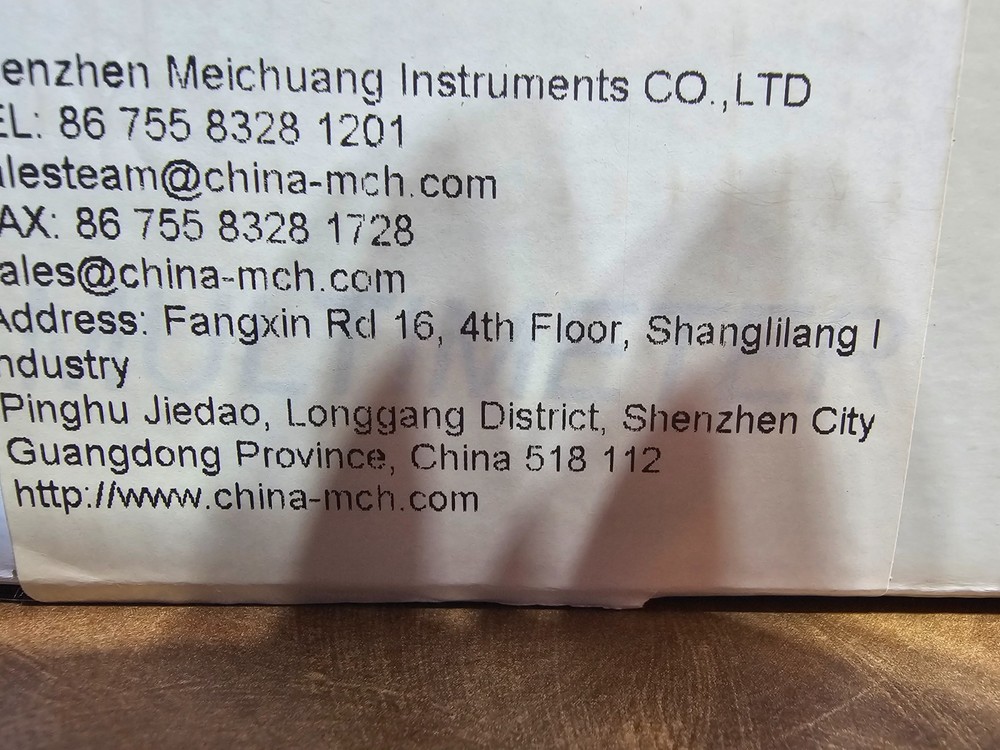 enzhen Meichuang Instruments CO.,LTD
EL: 86 755 8328 1201
alesteam@china-mch.com
AX: 86 755 8328 1728
ales@china-mch.com
Address: Fangxin Rd 16, 4th Floor, Shanglilang I
ndustry
Pinghu Jiedao, Longgang District, Shenzhen City
Guangdong Province, China 518 112
http://www.china-mch.com